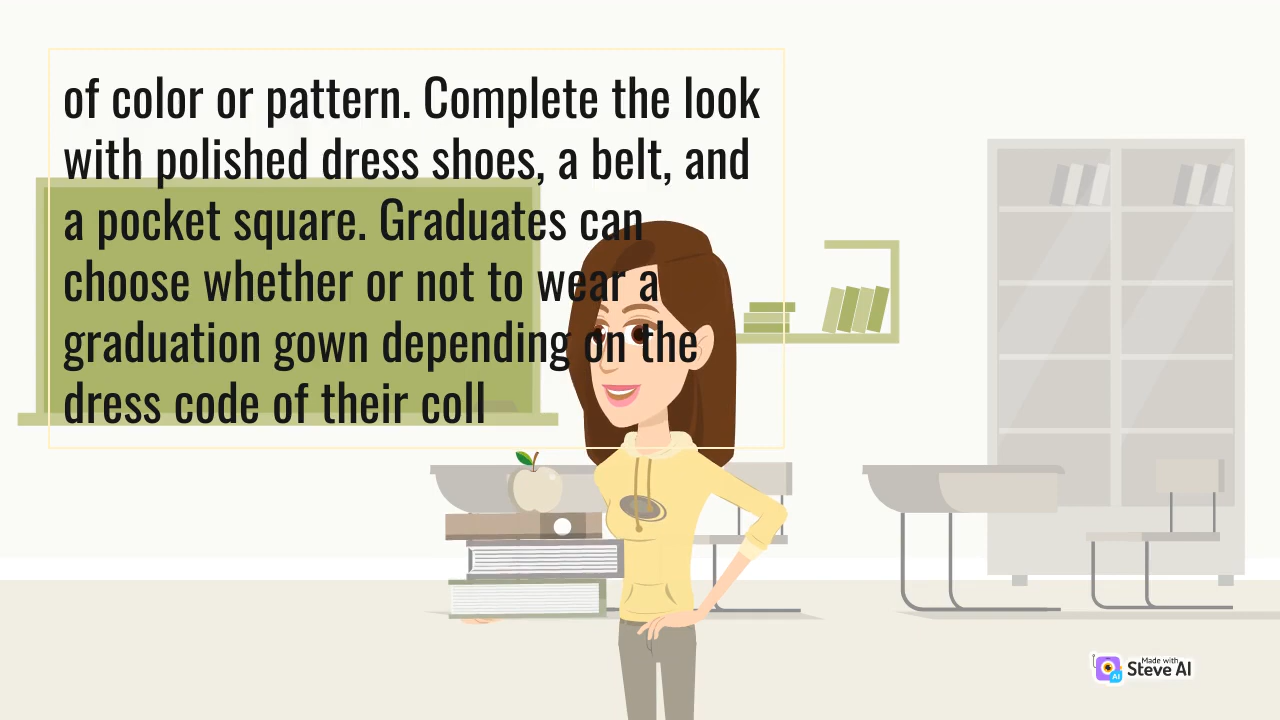 of color or pattern. Complete the look
with polished dress shoes, a belt, and
a pocket square. Graduates can
choose whether or not to wear a
graduation gown depending on the
dress code of their coll
Made with
Steve AI
AI